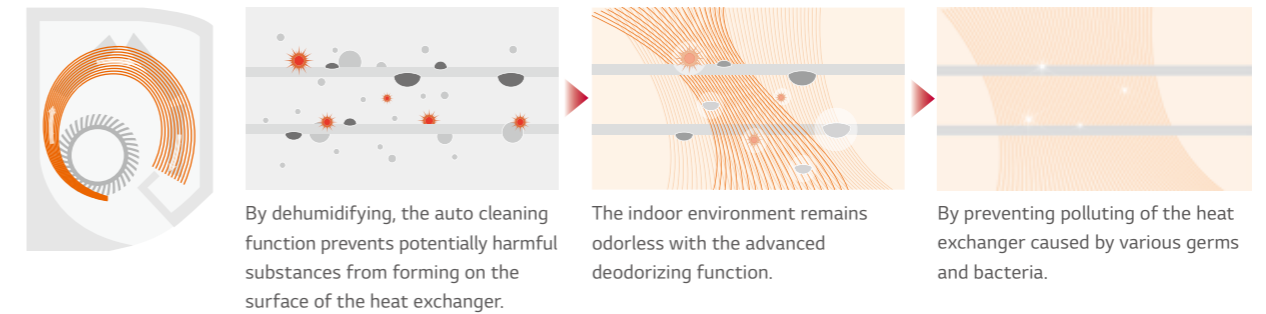 By dehumidifying, the auto cleaning
function prevents potentially harmful
substances from forming on the
surface of the heat exchanger.
The indoor environment remains
odorless with the advanced
deodorizing function.
By preventing polluting of the heat
exchanger caused by various germs
and bacteria.